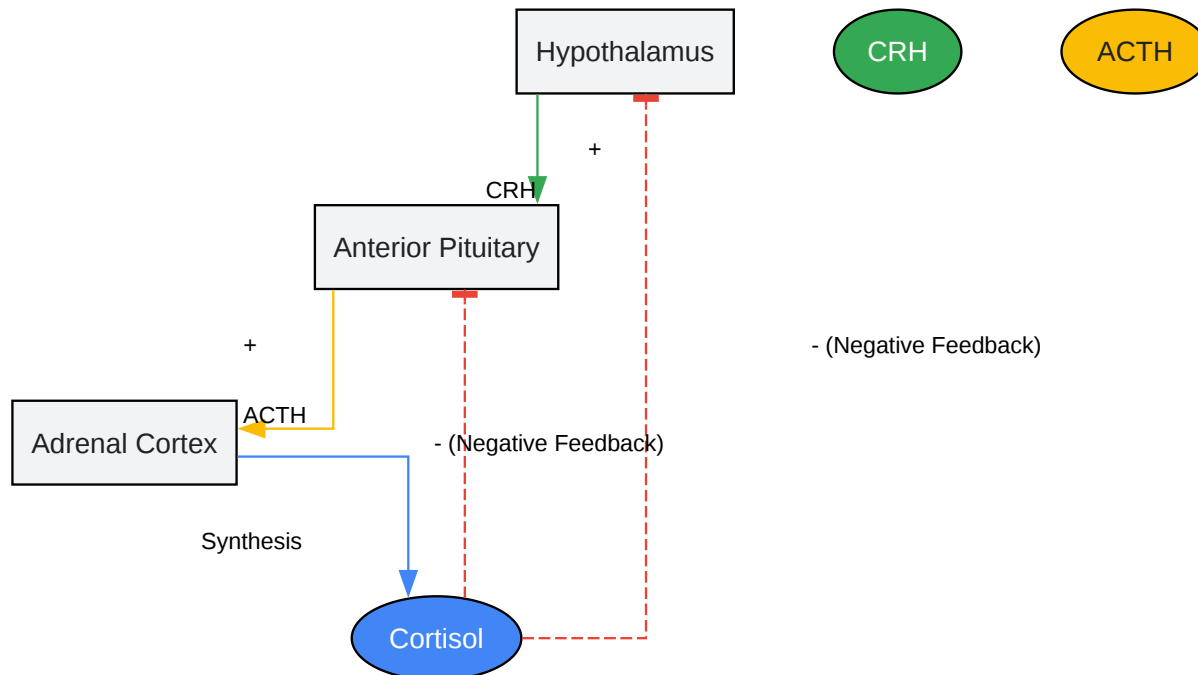 Hypothalamus
CRH
ACTH
+
CRH
Anterior Pituitary
+
- (Negative Feedback)
ACTH
Adrenal Cortex
- (Negative Feedback)
Synthesis
Cortisol